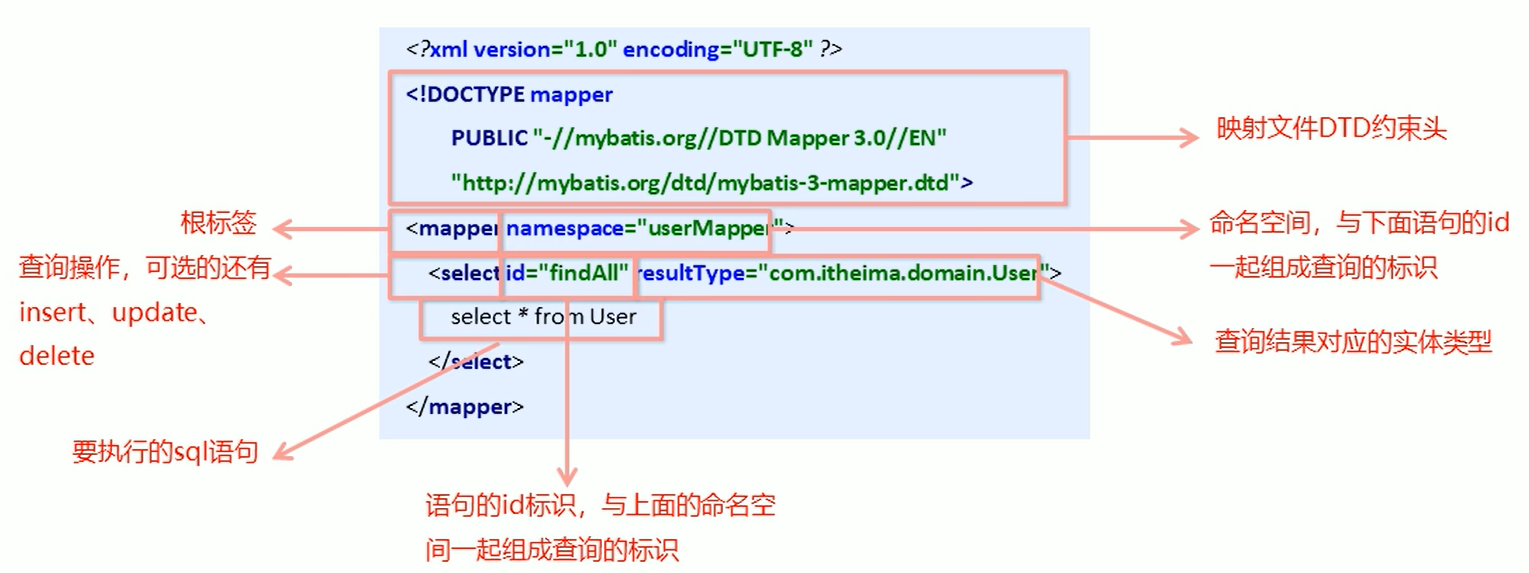 <?xml version="1.0" encoding="UTF-8" ?>
<!DOCTYPE mapper
PUBLIC "-//mybatis.org//DTD Mapper 3.0//EN"
"http://mybatis.org/dtd/mybatis-3-mapper.dtd">
映射文件DTD约束头
根标签
<mapper namespace="userMapper">
命名空间，与下面语句的id
一起组成查询的标识
查询操作，可选的还有
insert、update、
delete
<select id="findAll" resultType="com.itheima.domain.User">
select * from User
</select>
</mapper>
查询结果对应的实体类型
要执行的sql语句
语句的id标识，与上面的命名空
间一起组成查询的标识